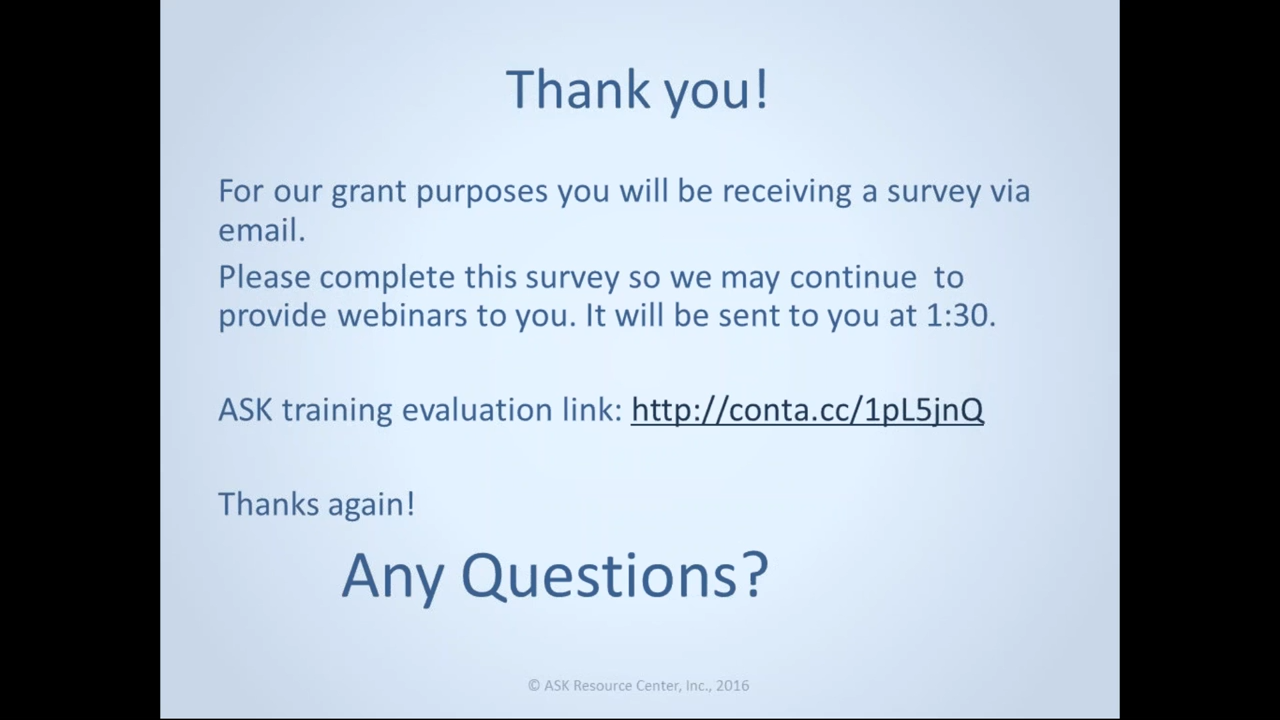 Thank you!
For our grant purposes you will be receiving a survey via
email.
Please complete this survey so we may continue  to
provide webinars to you. It will be sent to you at 1:30.
ASK training evaluation link: http://conta.cc/1pL5jnQ
Thanks again!
Any Questions?
© ASK Resource Center, Inc., 2016